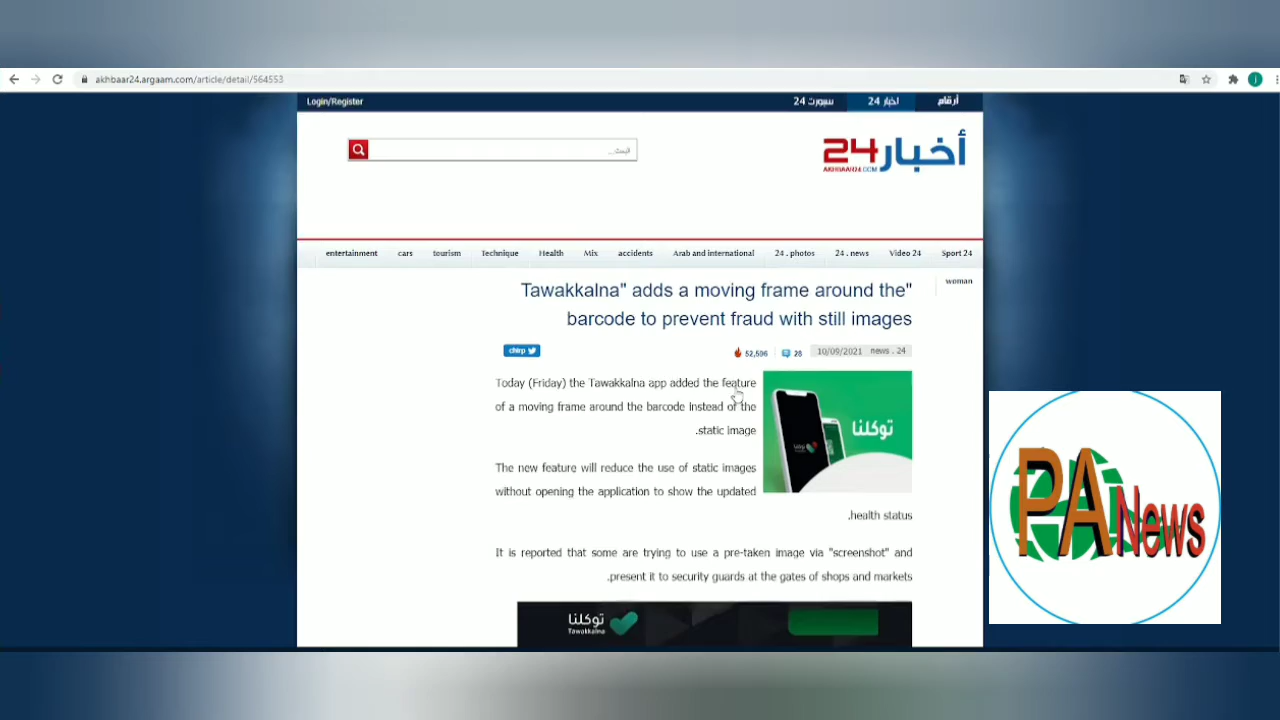 akhbaar24.argaam.com/article/detail/564553
Login/Register
سبورت 24
اخبار 24
أرقام
البحث...
أخبار24
AKHBAAR24.COM
entertainment
cars
tourism
Technique
Health
Mix
accidents
Arab and international
24 . photos
24 . news
Video 24
Sport 24
woman
Tawakkalna" adds a moving frame around the"
barcode to prevent fraud with still images
chirp
52,596
28
10/09/2021
news . 24
Today (Friday) the Tawakkalna app added the feature
of a moving frame around the barcode instead of the
.static image
توكلنا
The new feature will reduce the use of static images
without opening the application to show the updated
.health status
It is reported that some are trying to use a pre-taken image via "screenshot" and
.present it to security guards at the gates of shops and markets
توكلنا
Tawakkalna
PA News